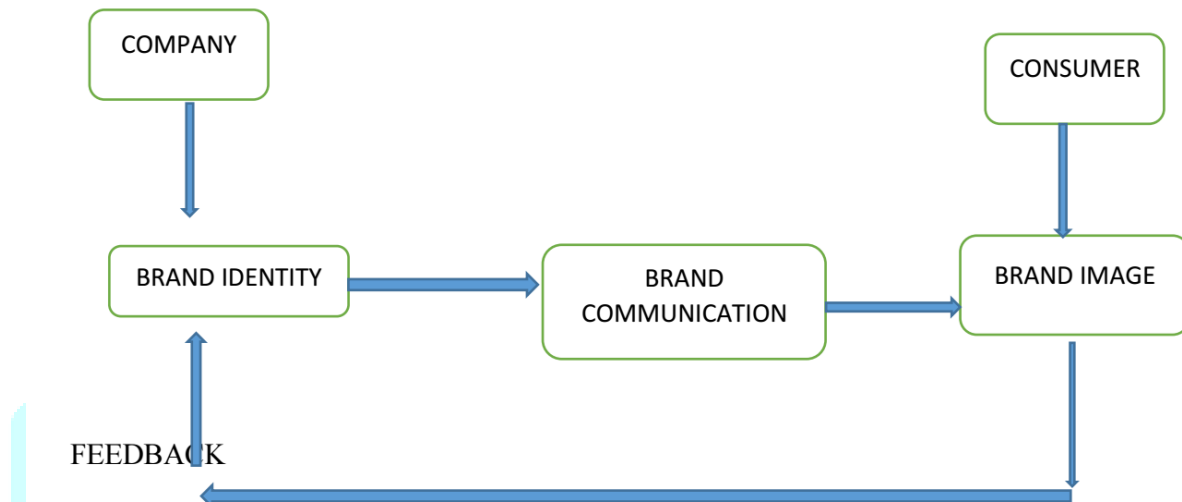 COMPANY
CONSUMER
BRAND IDENTITY
BRAND
COMMUNICATION
BRAND IMAGE
FEEDBACK